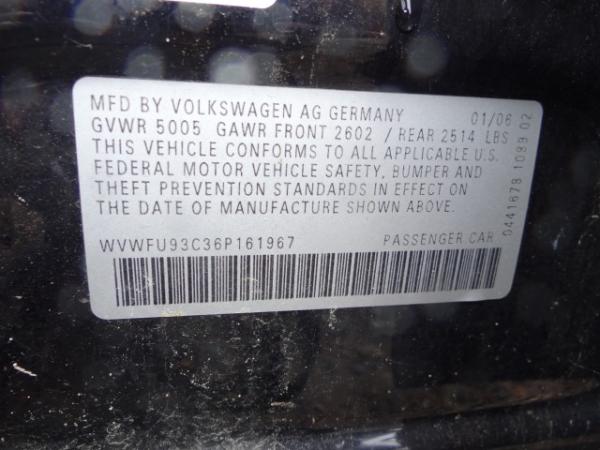 MFD BY VOLKSWAGEN AG GERMANY 01/06
GVWR 5005 GAWR FRONT 2602 / REAR 2514 LBS
THIS VEHICLE CONFORMS TO ALL APPLICABLE U.S.
FEDERAL MOTOR VEHICLE SAFETY, BUMPER AND
THEFT PREVENTION STANDARDS IN EFFECT ON
THE DATE OF MANUFACTURE SHOWN ABOVE.
WVWFU93C36P161967 PASSENGER CAR
0441678 1099 02